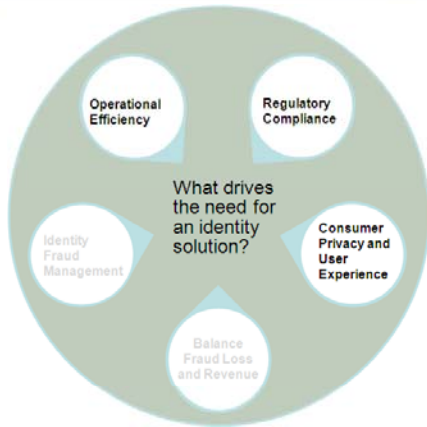 Operational
Efficiency
Regulatory
Compliance
What drives
the need for
an identity
solution?
Identity
Fraud
Management
Consumer
Privacy and
User
Experience
Balance
Fraud Loss
and Revenue